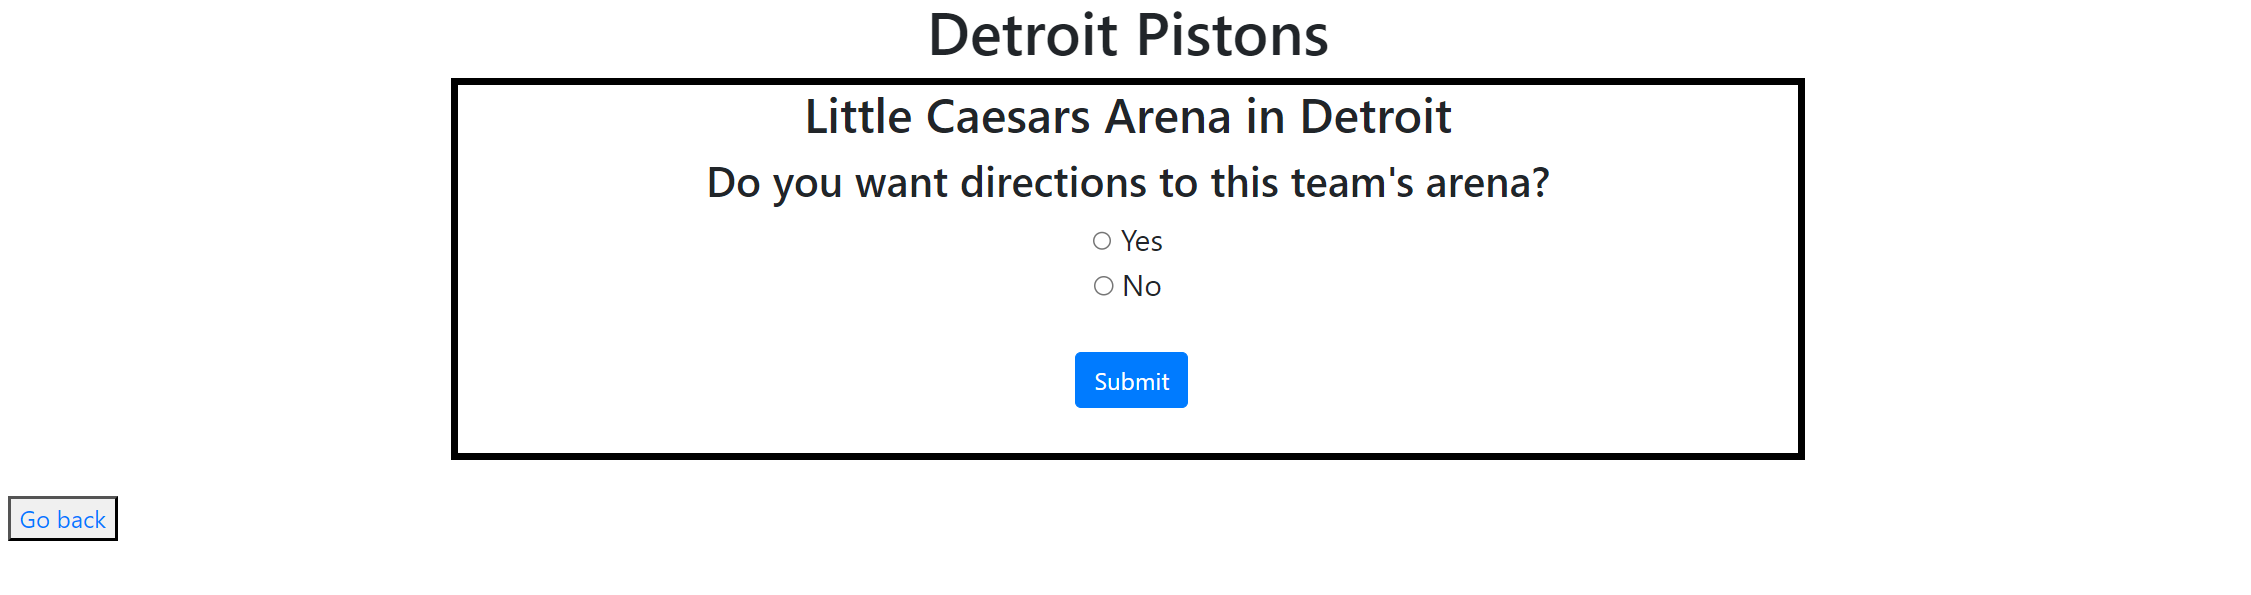 Detroit Pistons
Little Caesars Arena in Detroit
Do you want directions to this team's arena?
Yes
No
Submit
Go back